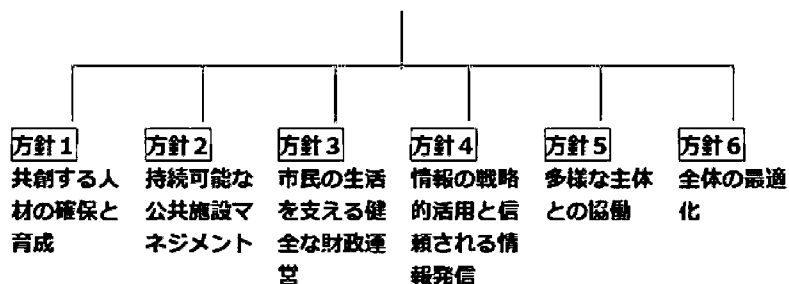 方針1
共創する人
材の確保と
育成
方針2
持続可能な
公共施設マ
ネジメント
方針3
市民の生活
を支える健
全な財政運
営
方針4
情報の戦略
的活用と信
頼される情
報発信
方針5
多様な主体
との協働
方針6
全体の最適
化